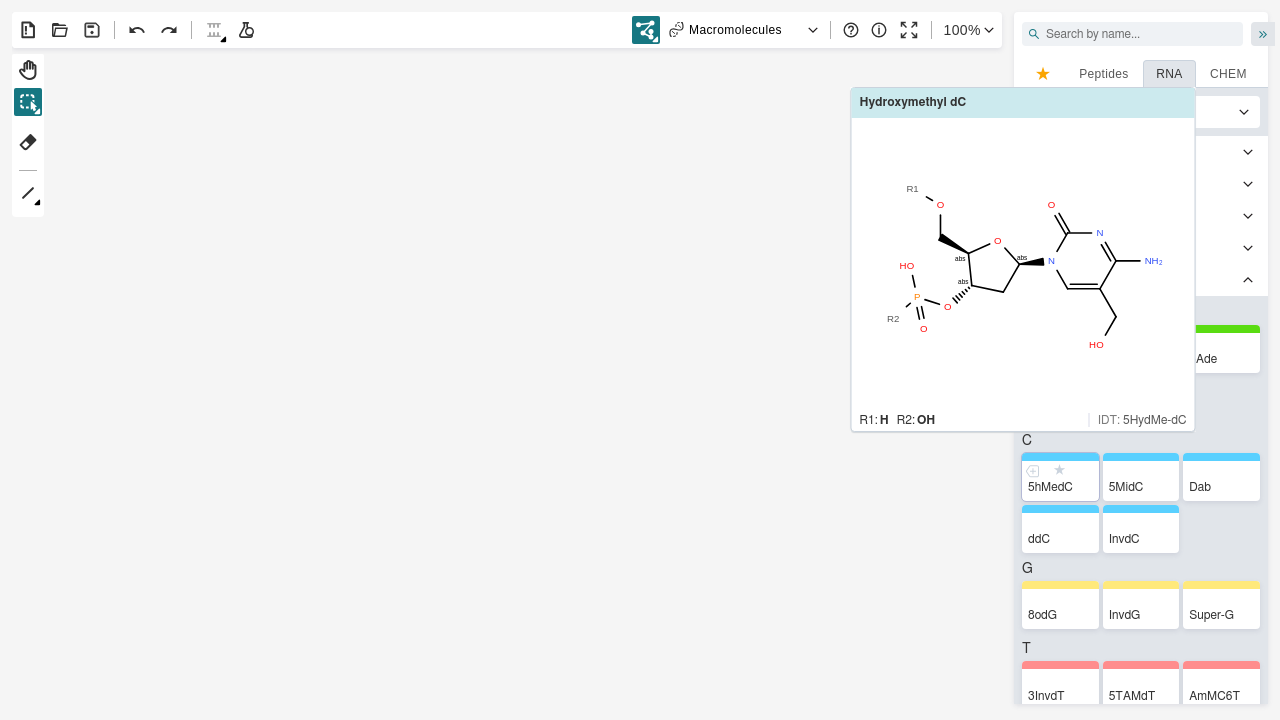 Macromolecules
100%
Search by name...
Peptides
RNA
CHEM
Hydroxymethyl dC
R1
O
O
O
N
abs
abs
N
NH₂
HO
abs
P
O
R2
O
HO
R1: H R2: OH
IDT: 5HydMe-dC
Ade
C
5hMedC
5MidC
Dab
ddC
InvdC
G
8odG
InvdG
Super-G
T
3InvdT
5TAMdT
AmMC6T